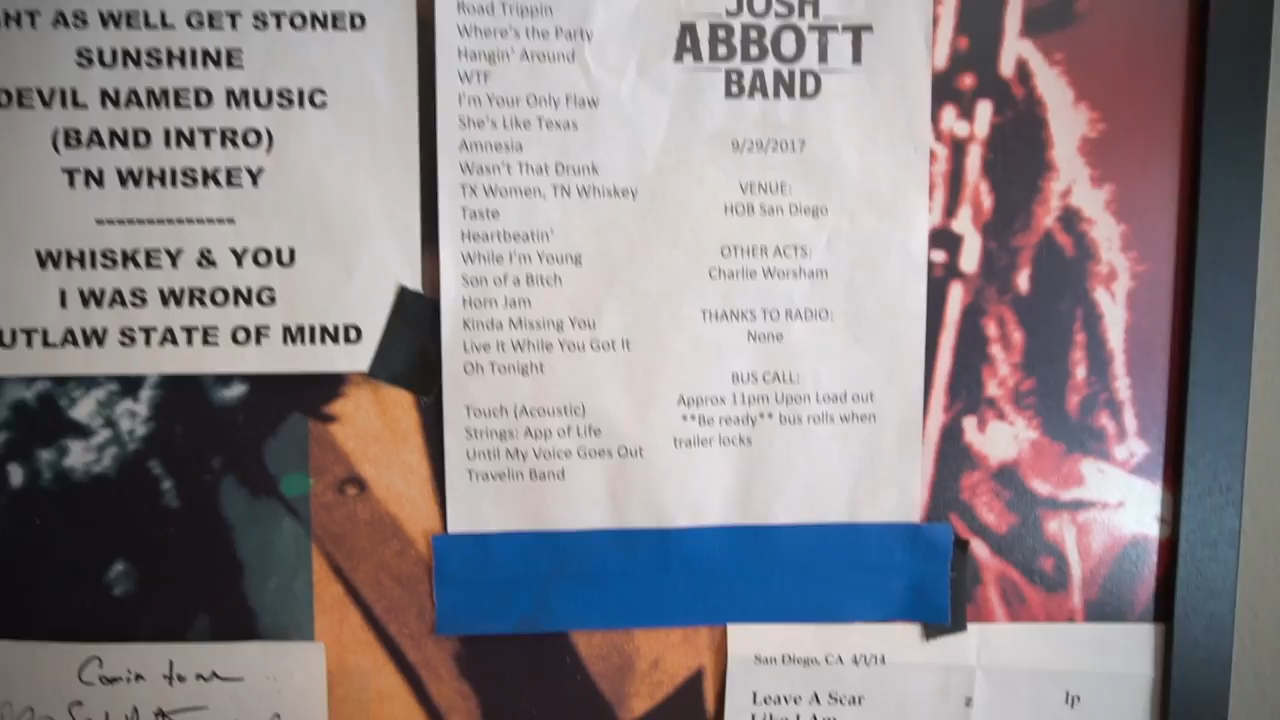 HT AS WELL GET STONED
SUNSHINE
DEVIL NAMED MUSIC
(BAND INTRO)
TN WHISKEY
--------------
WHISKEY & YOU
I WAS WRONG
UTLAW STATE OF MIND
Road Trippin
Where's the Party
Hangin' Around
WTF
I'm Your Only Flaw
She's Like Texas
Amnesia
Wasn't That Drunk
TX Women, TN Whiskey
Taste
Heartbeatin'
While I'm Young
Son of a Bitch
Horn Jam
Kinda Missing You
Live It While You Got It
Oh Tonight
Touch (Acoustic)
Strings: App of Life
Until My Voice Goes Out
Travelin Band
JOSH
ABBOTT
BAND
9/29/2017
VENUE:
HOB San Diego
OTHER ACTS:
Charlie Worsham
THANKS TO RADIO:
None
BUS CALL:
Approx 11pm Upon Load out
**Be ready** bus rolls when
trailer locks
San Diego, CA 4/1/14
Leave A Scar
Like I Am
lp